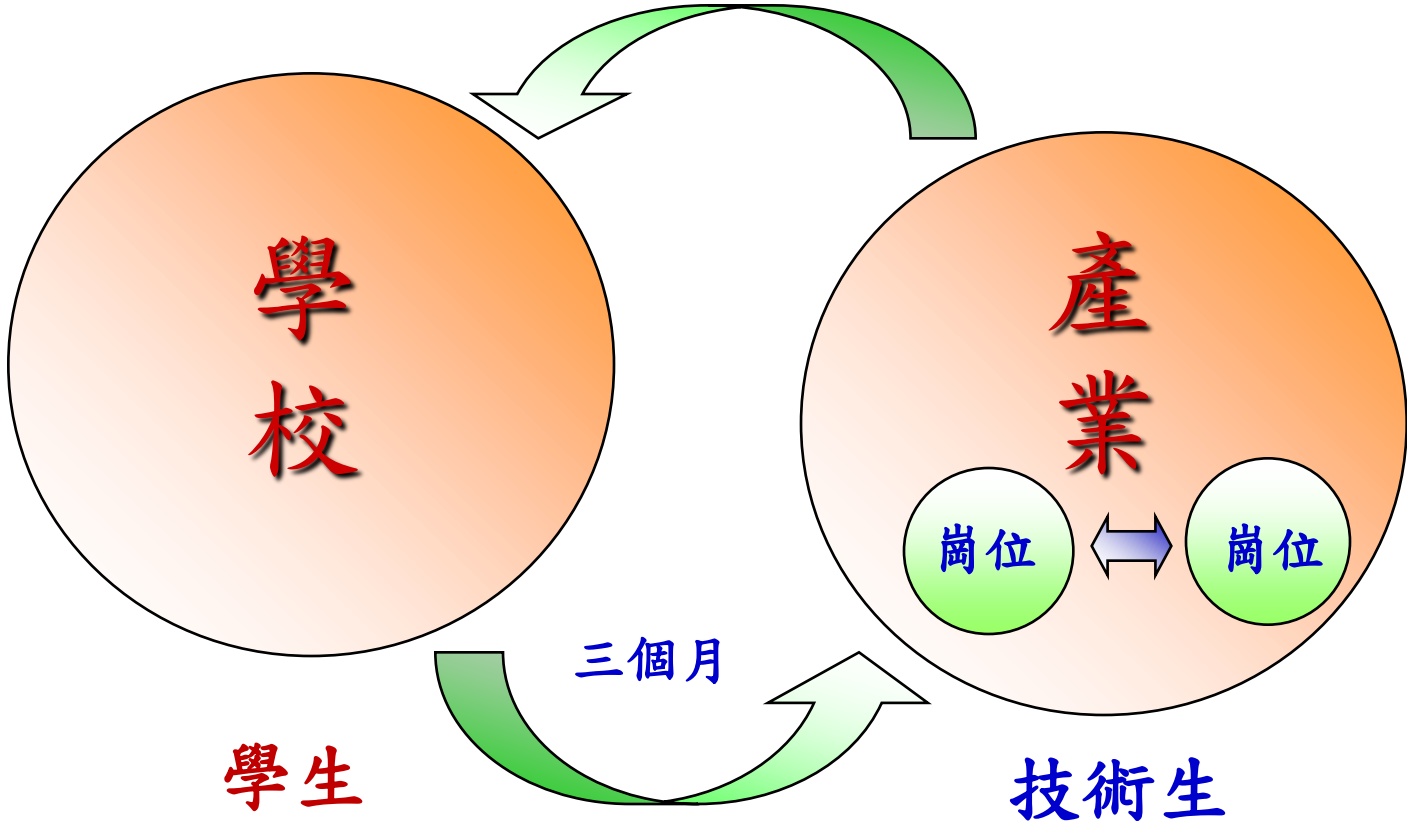 學
校
產
業
崗位
崗位
三個月
學生
技術生